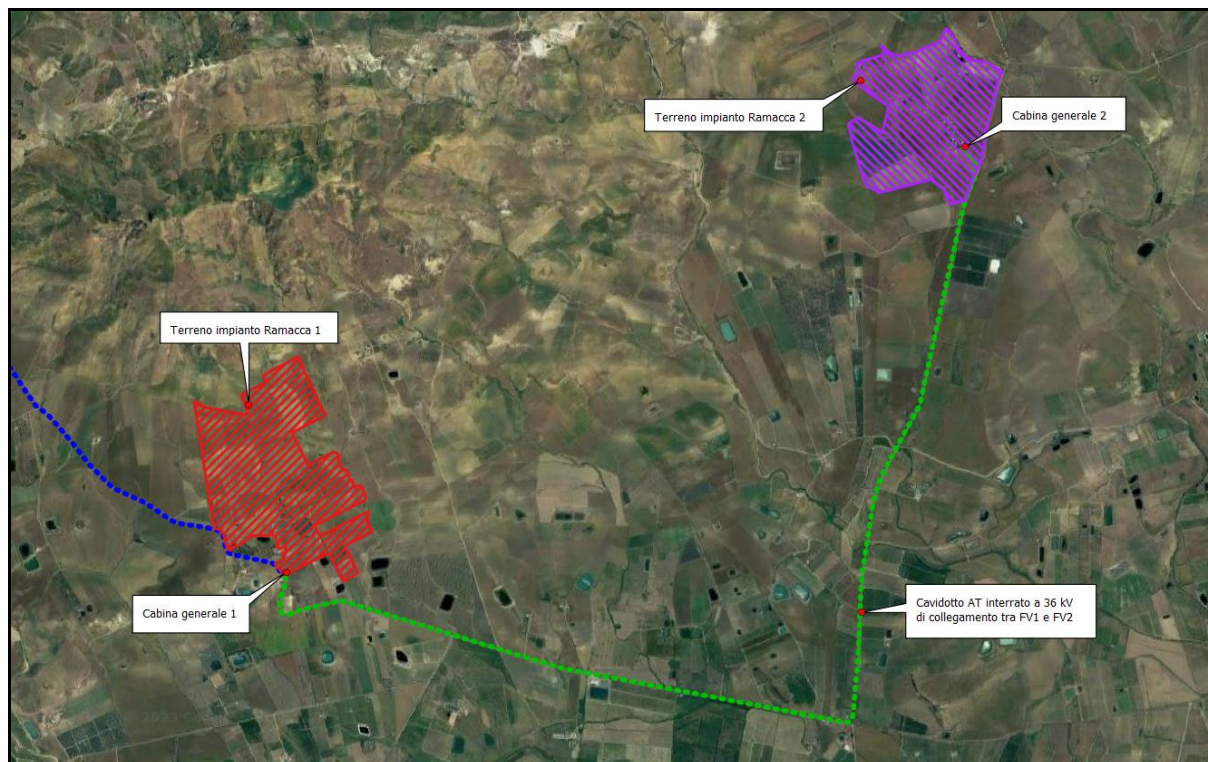 Terreno impianto Ramacca 2
Cabina generale 2
Terreno impianto Ramacca 1
Cabina generale 1
Cavidotto AT interrato a 36 kV
di collegamento tra FV1 e FV2